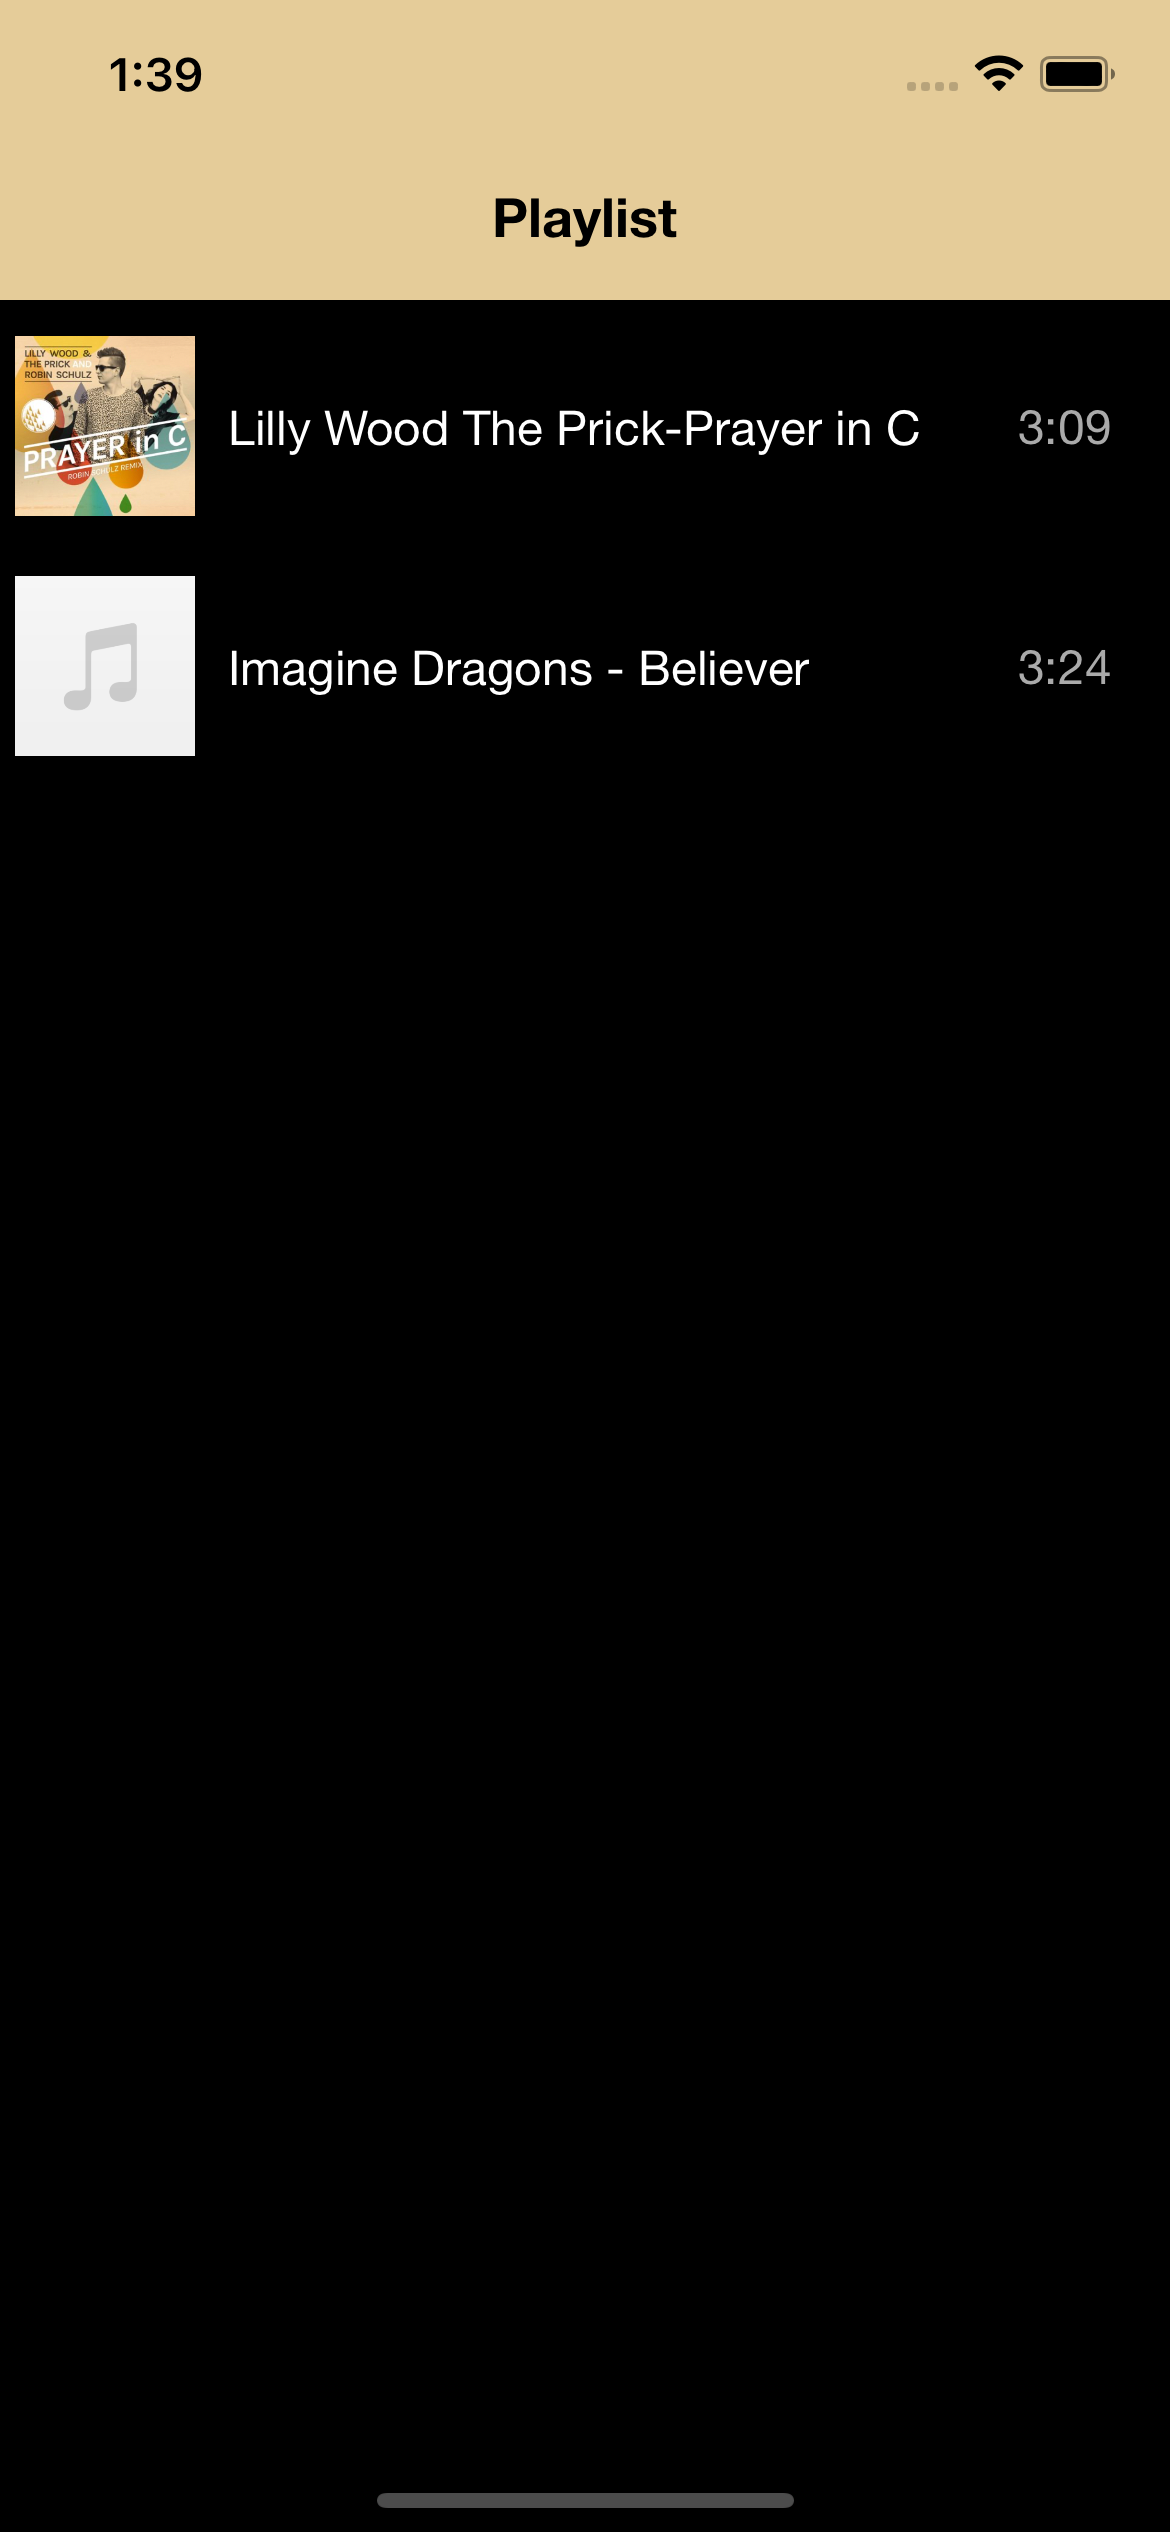 1:39
Playlist
LILLY WOOD &
THE PRICK AND
ROBIN SCHULZ
PRAYER in C
ROBIN SCHULZ REMIX
Lilly Wood The Prick-Prayer in C
3:09
Imagine Dragons - Believer
3:24